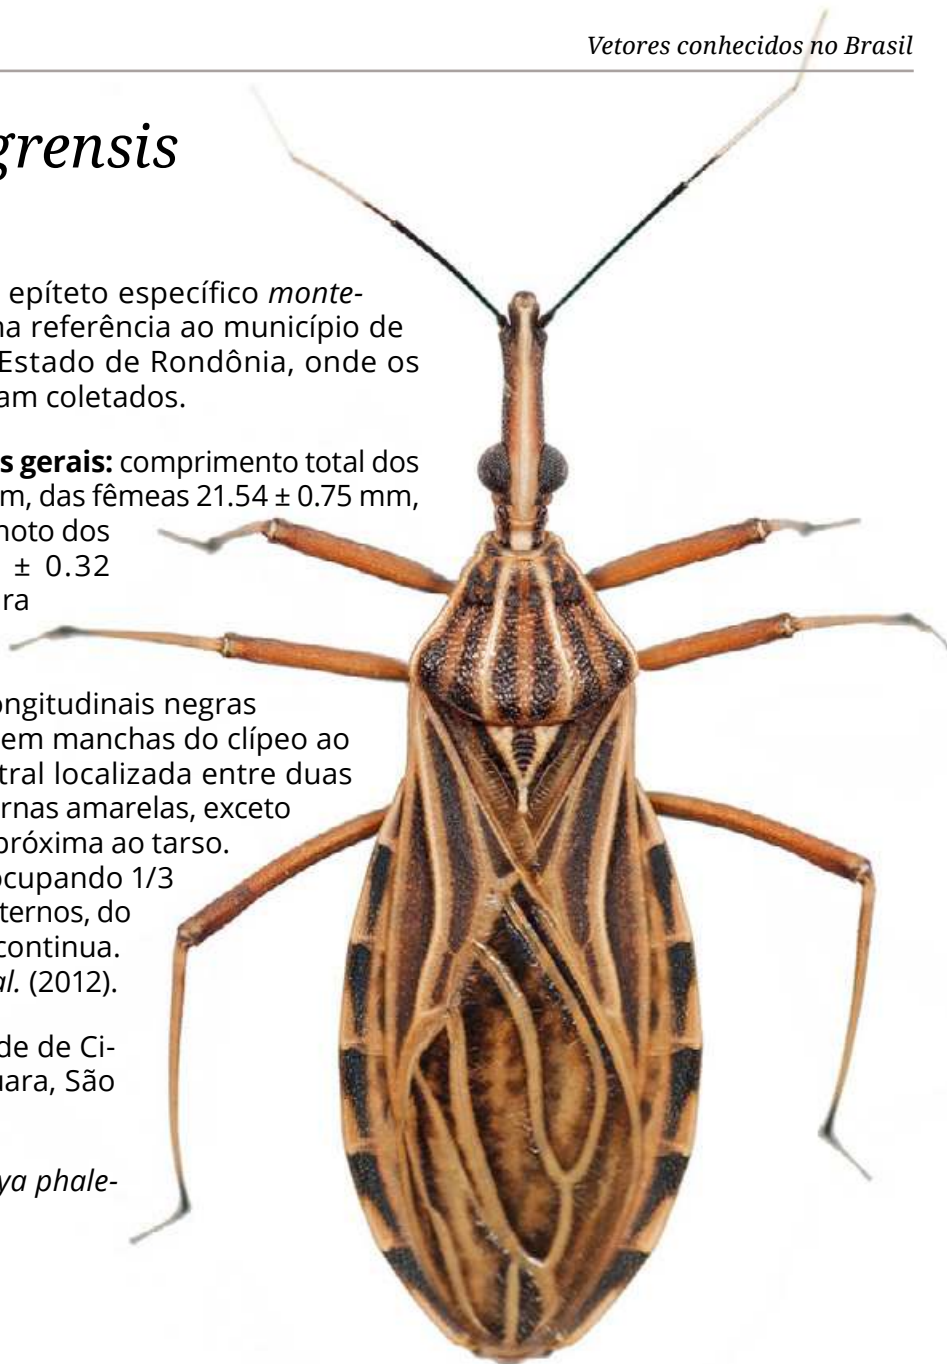 Vetores conhecidos no Brasil
grensis
epíteto específico monte-
na referência ao município de
Estado de Rondônia, onde os
am coletados.
s gerais: comprimento total dos
m, das fêmeas 21.54 ± 0.75 mm,
noto dos
± 0.32
ra
ongitudinais negras
em manchas do clípeo ao
tral localizada entre duas
rnas amarelas, exceto
próxima ao tarso.
ocupando 1/3
ternos, do
continua.
al. (2012).
de de Ci-
uara, São
ya phale-